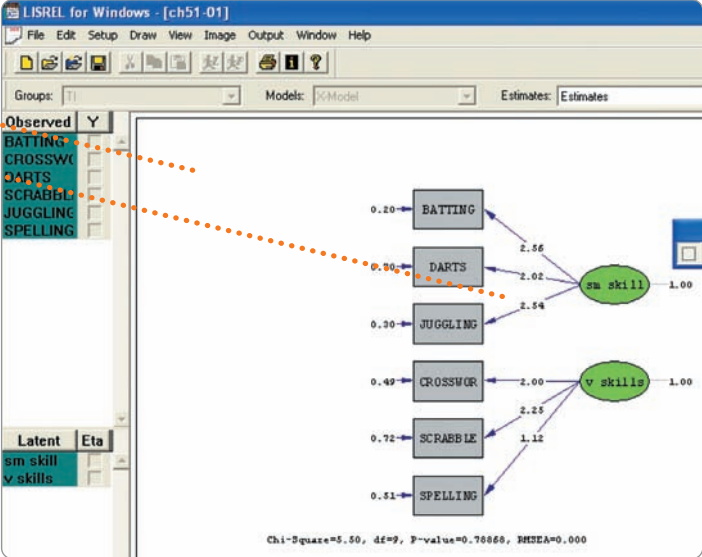 LISREL for Windows - [ch51-01]
File Edit Setup Draw View Image Output Window Help
Groups: TI Models: X-Model Estimates: Estimates
Observed Y
BATTING
CROSSWC
DARTS
SCRABBL
JUGGLING
SPELLING
Latent Eta
sm skill
v skills
0.20 BATTING
DARTS
0.30 JUGGLING
0.49 CROSSWOR
0.72 SCRABBLE
0.51 SPELLING
2.56
2.02
2.54
2.00
2.25
1.12
sm skill 1.00
v skills 1.00
Chi-Square=5.50, df=9, P-value=0.78868, RMSEA=0.000